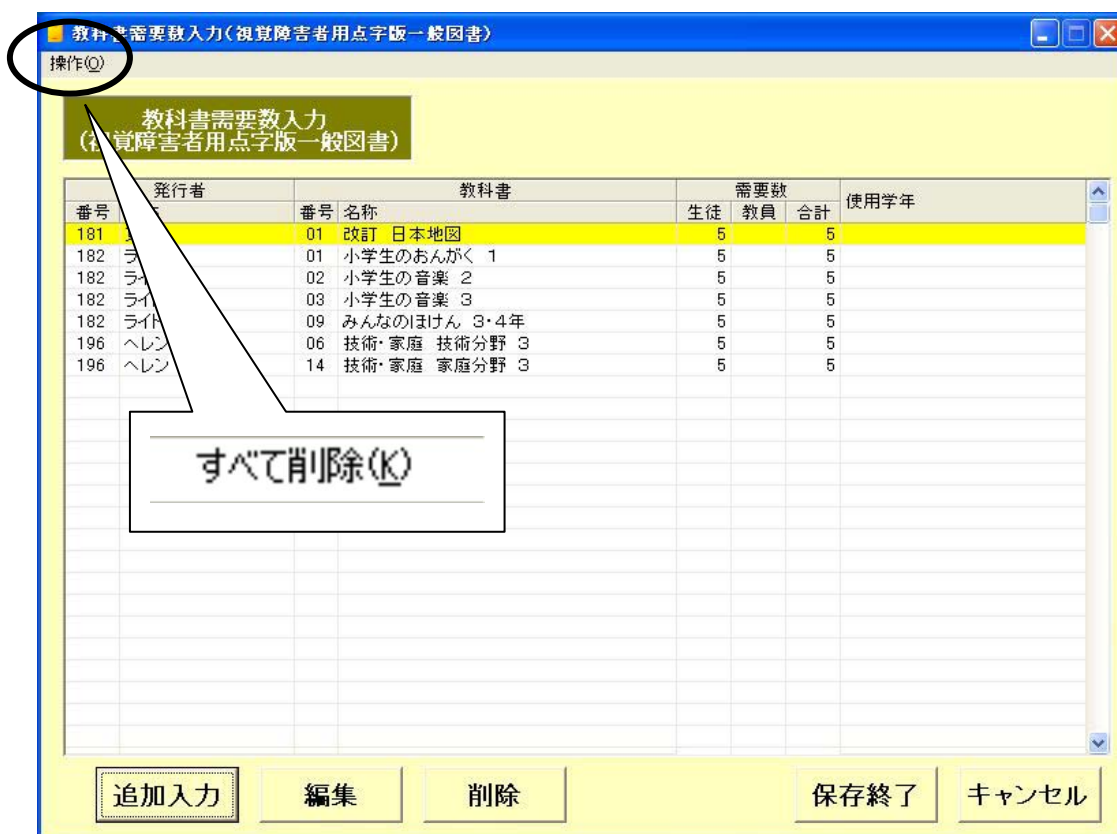 教科書需要数入力(視覚障害者用点字版一般図書)
操作(O)
教科書需要数入力
(視覚障害者用点字版一般図書)
発行者 教科書 需要数 使用学年
番号 番号 名称 生徒 教員 合計
181 01 改訂 日本地図 5 5
182 ライ 01 小学生のおんがく 1 5 5
182 ライ 02 小学生の音楽 2 5 5
182 ライ 03 小学生の音楽 3 5 5
182 ライト 09 みんなのほけん 3・4年 5 5
196 ヘレン 06 技術・家庭 技術分野 3 5 5
196 ヘレン 14 技術・家庭 家庭分野 3 5 5
すべて削除(K)
追加入力 編集 削除 保存終了 キャンセル